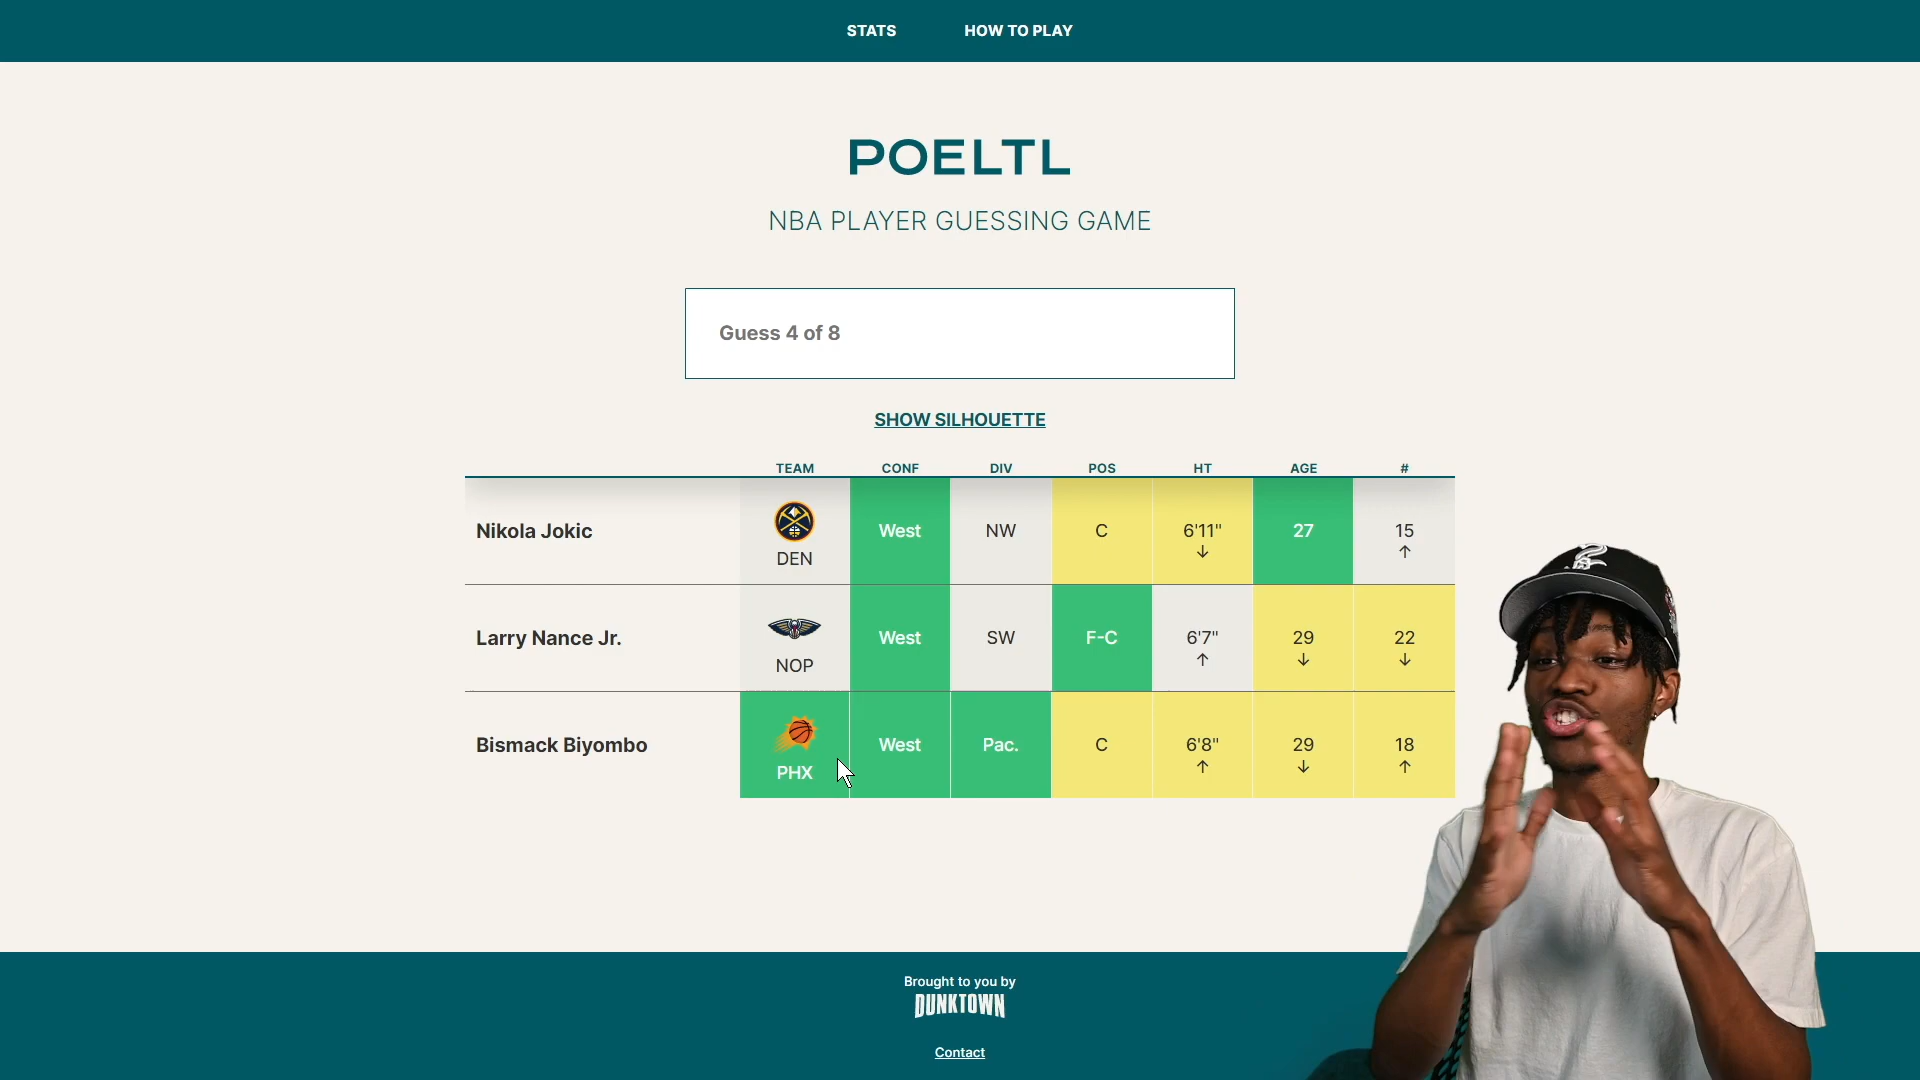 STATS HOW TO PLAY
POELTL
NBA PLAYER GUESSING GAME
Guess 4 of 8
SHOW SILHOUETTE
TEAM CONF DIV POS HT AGE #
Nikola Jokic DEN West NW C 6'11" ↓ 27 15 ↑
Larry Nance Jr. NOP West SW F-C 6'7" ↑ 29 ↓ 22 ↓
Bismack Biyombo PHX West Pac. C 6'8" ↑ 29 ↓ 18 ↑
Brought to you by
DUNKTOWN
Contact